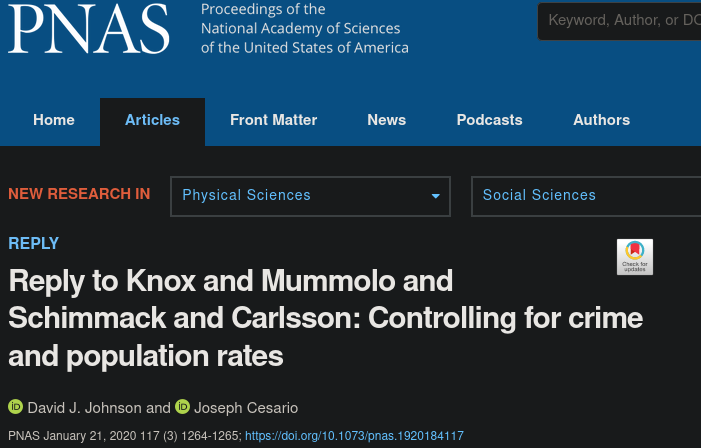 PNAS
Proceedings of the
National Academy of Sciences
of the United States of America
Keyword, Author, or DO
Home Articles Front Matter News Podcasts Authors
NEW RESEARCH IN Physical Sciences Social Sciences
REPLY
Check for
updates
Reply to Knox and Mummolo and
Schimmack and Carlsson: Controlling for crime
and population rates
iD David J. Johnson and iD Joseph Cesario
PNAS January 21, 2020 117 (3) 1264-1265; https://doi.org/10.1073/pnas.1920184117